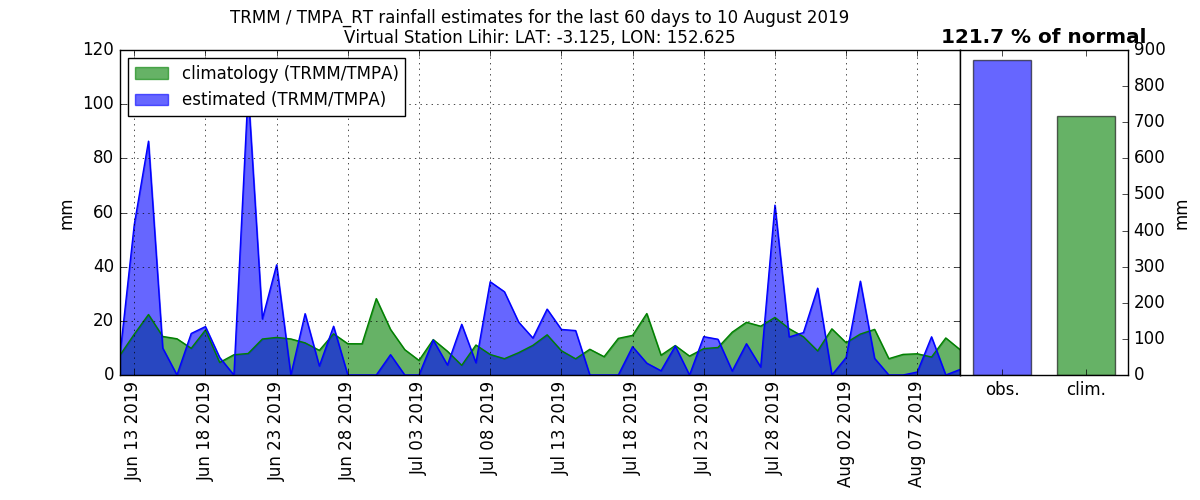 TRMM / TMPA_RT rainfall estimates for the last 60 days to 10 August 2019
Virtual Station Lihir: LAT: -3.125, LON: 152.625
121.7 % of normal
climatology (TRMM/TMPA)
estimated (TRMM/TMPA)
120
100
80
60
40
20
0
mm
Jun 13 2019
Jun 18 2019
Jun 23 2019
Jun 28 2019
Jul 03 2019
Jul 08 2019
Jul 13 2019
Jul 18 2019
Jul 23 2019
Jul 28 2019
Aug 02 2019
Aug 07 2019
900
800
700
600
500
400
300
200
100
0
mm
obs.
clim.